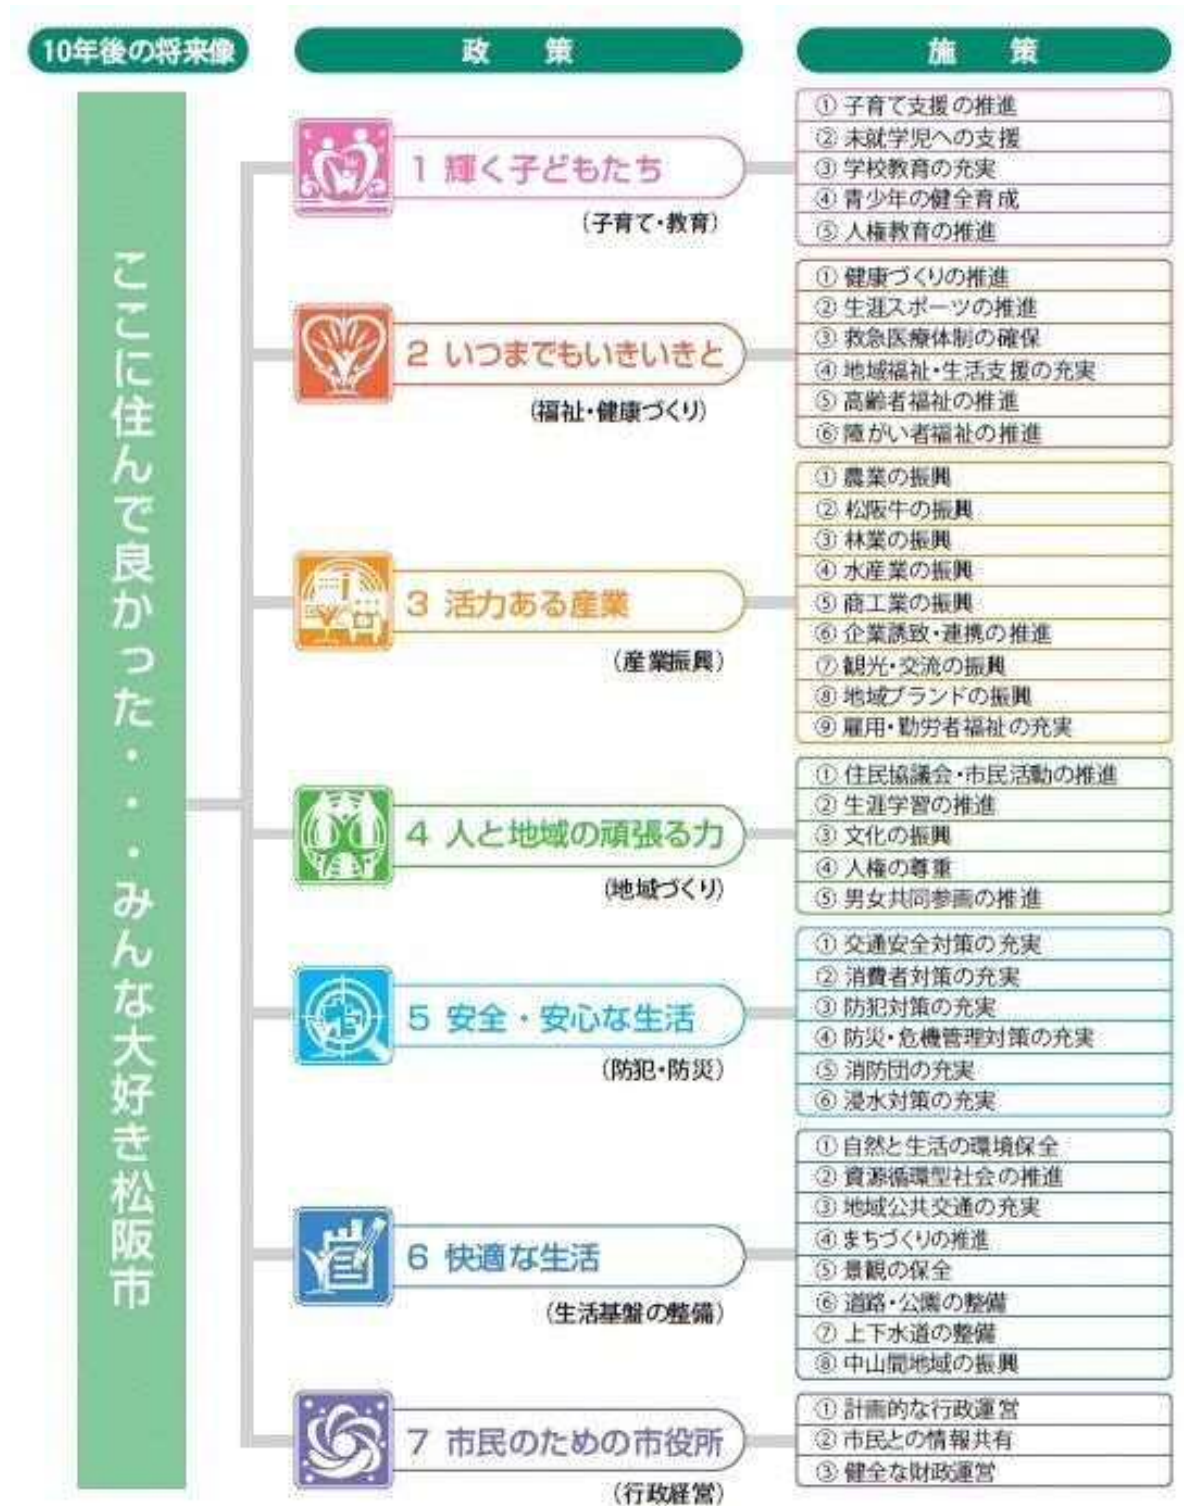 10年後の将来像
政 策
施 策
ここに住んで良かった・・・みんな大好き松阪市
1 輝く子どもたち
(子育て・教育)
① 子育て支援の推進
② 未就学児への支援
③ 学校教育の充実
④ 青少年の健全育成
⑤ 人権教育の推進
2 いつまでもいきいきと
(福祉・健康づくり)
① 健康づくりの推進
② 生涯スポーツの推進
③ 救急医療体制の確保
④ 地域福祉・生活支援の充実
⑤ 高齢者福祉の推進
⑥ 障がい者福祉の推進
3 活力ある産業
(産業振興)
① 農業の振興
② 松阪牛の振興
③ 林業の振興
④ 水産業の振興
⑤ 商工業の振興
⑥ 企業誘致・連携の推進
⑦ 観光・交流の振興
⑧ 地域ブランドの振興
⑨ 雇用・勤労者福祉の充実
4 人と地域の頑張る力
(地域づくり)
① 住民協議会・市民活動の推進
② 生涯学習の推進
③ 文化の振興
④ 人権の尊重
⑤ 男女共同参画の推進
5 安全・安心な生活
(防犯・防災)
① 交通安全対策の充実
② 消費者対策の充実
③ 防犯対策の充実
④ 防災・危機管理対策の充実
⑤ 消防団の充実
⑥ 浸水対策の充実
6 快適な生活
(生活基盤の整備)
① 自然と生活の環境保全
② 資源循環型社会の推進
③ 地域公共交通の充実
④ まちづくりの推進
⑤ 景観の保全
⑥ 道路・公園の整備
⑦ 上下水道の整備
⑧ 中山間地域の振興
7 市民のための市役所
(行政経営)
① 計画的な行政運営
② 市民との情報共有
③ 健全な財政運営